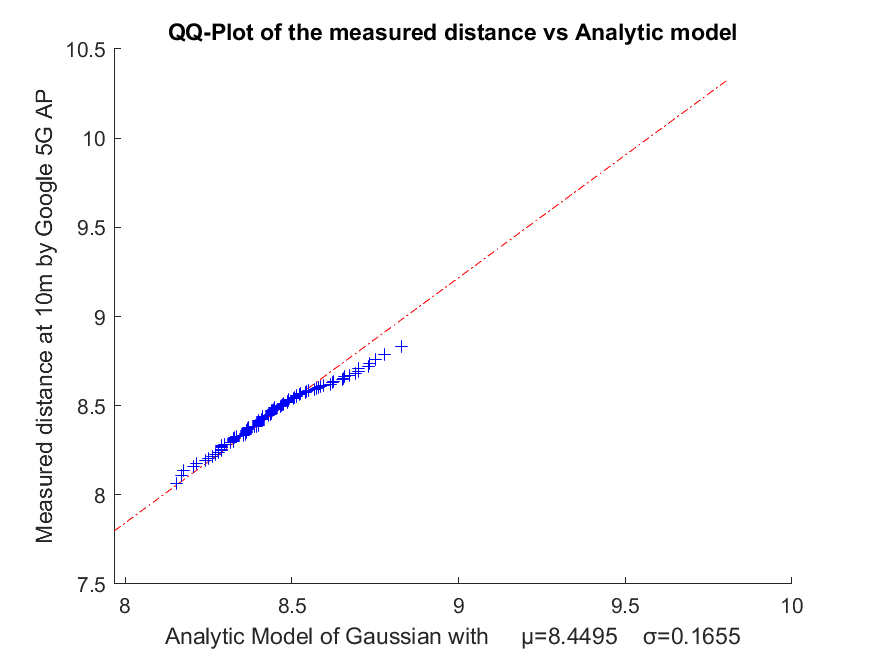 QQ-Plot of the measured distance vs Analytic model
10.5
10
9.5
9
8.5
8
7.5
Measured distance at 10m by Google 5G AP
8 8.5 9 9.5 10
Analytic Model of Gaussian with μ=8.4495 σ=0.1655